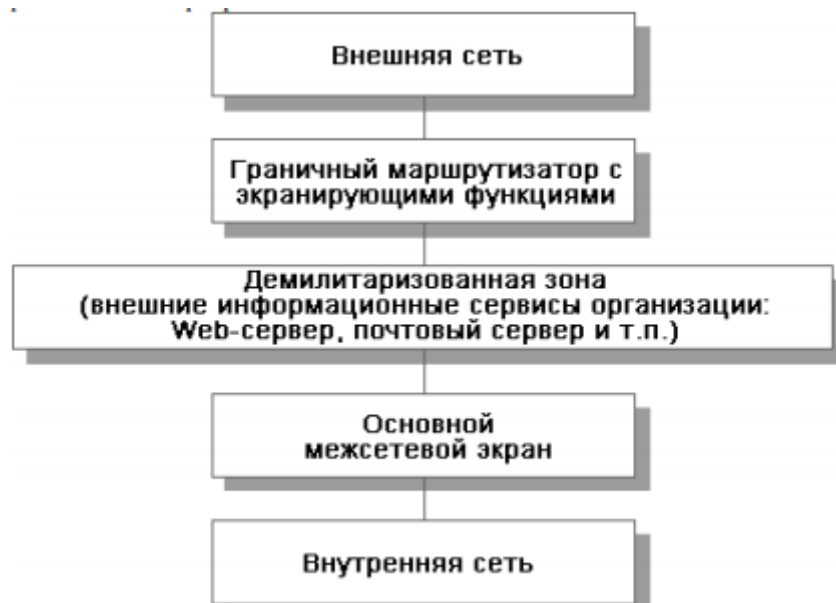 Внешняя сеть
Граничный маршрутизатор с
экранирующими функциями
Демилитаризованная зона
(внешние информационные сервисы организации:
Web-сервер, почтовый сервер и т.п.)
Основной
межсетевой экран
Внутренняя сеть